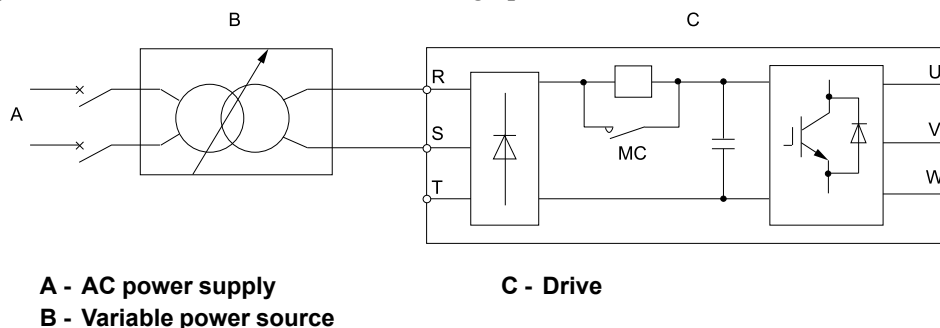 B
C
A
R
S
T
MC
U
V
W
A - AC power supply
B - Variable power source
C - Drive